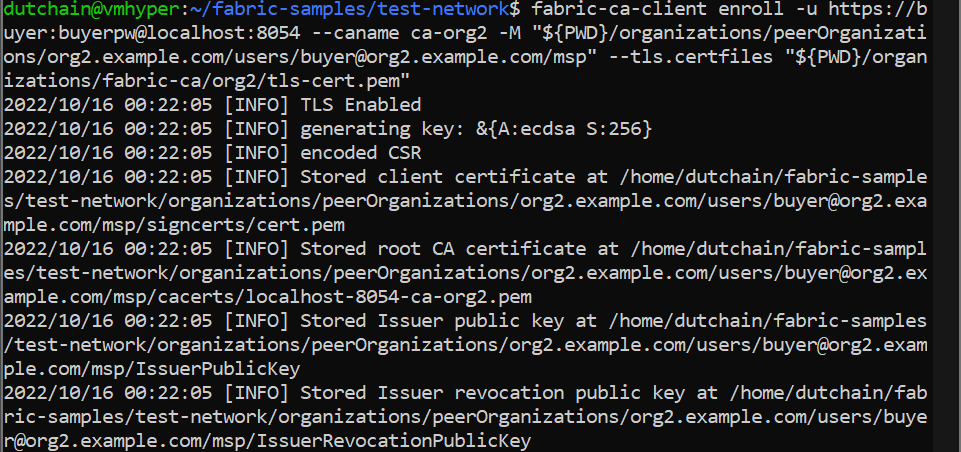 dutchain@vmhyper:~/fabric-samples/test-network$ fabric-ca-client enroll -u https://b
uyer:buyerpw@localhost:8054 --caname ca-org2 -M "${PWD}/organizations/peerOrganizati
ons/org2.example.com/users/buyer@org2.example.com/msp" --tls.certfiles "${PWD}/organ
izations/fabric-ca/org2/tls-cert.pem"
2022/10/16 00:22:05 [INFO] TLS Enabled
2022/10/16 00:22:05 [INFO] generating key: &{A:ecdsa S:256}
2022/10/16 00:22:05 [INFO] encoded CSR
2022/10/16 00:22:05 [INFO] Stored client certificate at /home/dutchain/fabric-sample
s/test-network/organizations/peerOrganizations/org2.example.com/users/buyer@org2.exa
mple.com/msp/signcerts/cert.pem
2022/10/16 00:22:05 [INFO] Stored root CA certificate at /home/dutchain/fabric-sampl
es/test-network/organizations/peerOrganizations/org2.example.com/users/buyer@org2.ex
ample.com/msp/cacerts/localhost-8054-ca-org2.pem
2022/10/16 00:22:05 [INFO] Stored Issuer public key at /home/dutchain/fabric-samples
/test-network/organizations/peerOrganizations/org2.example.com/users/buyer@org2.exam
ple.com/msp/IssuerPublicKey
2022/10/16 00:22:05 [INFO] Stored Issuer revocation public key at /home/dutchain/fab
ric-samples/test-network/organizations/peerOrganizations/org2.example.com/users/buye
r@org2.example.com/msp/IssuerRevocationPublicKey